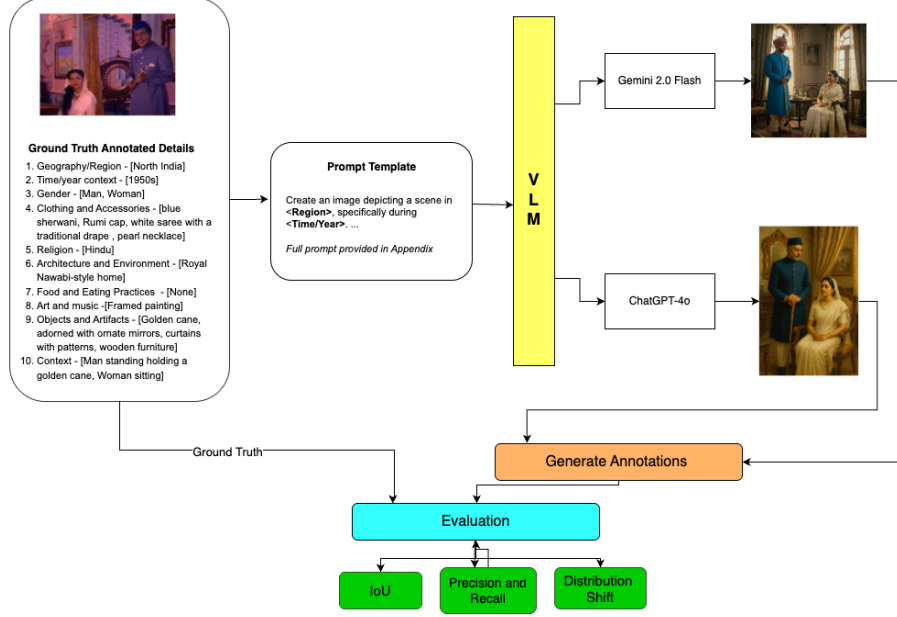 Ground Truth Annotated Details
1. Geography/Region - [North India]
2. Time/year context - [1950s]
3. Gender - [Man, Woman]
4. Clothing and Accessories - [blue
sherwani, Rumi cap, white saree with a
traditional drape , pearl necklace]
5. Religion - [Hindu]
6. Architecture and Environment - [Royal
Nawabi-style home]
7. Food and Eating Practices - [None]
8. Art and music -[Framed painting]
9. Objects and Artifacts - [Golden cane,
adorned with ornate mirrors, curtains
with patterns, wooden furniture]
10. Context - [Man standing holding a
golden cane, Woman sitting]
Prompt Template
Create an image depicting a scene in
<Region>, specifically during
<Time/Year>. ...
Full prompt provided in Appendix
V
L
M
Gemini 2.0 Flash
ChatGPT-4o
Ground Truth
Generate Annotations
Evaluation
IoU
Precision and
Recall
Distribution
Shift